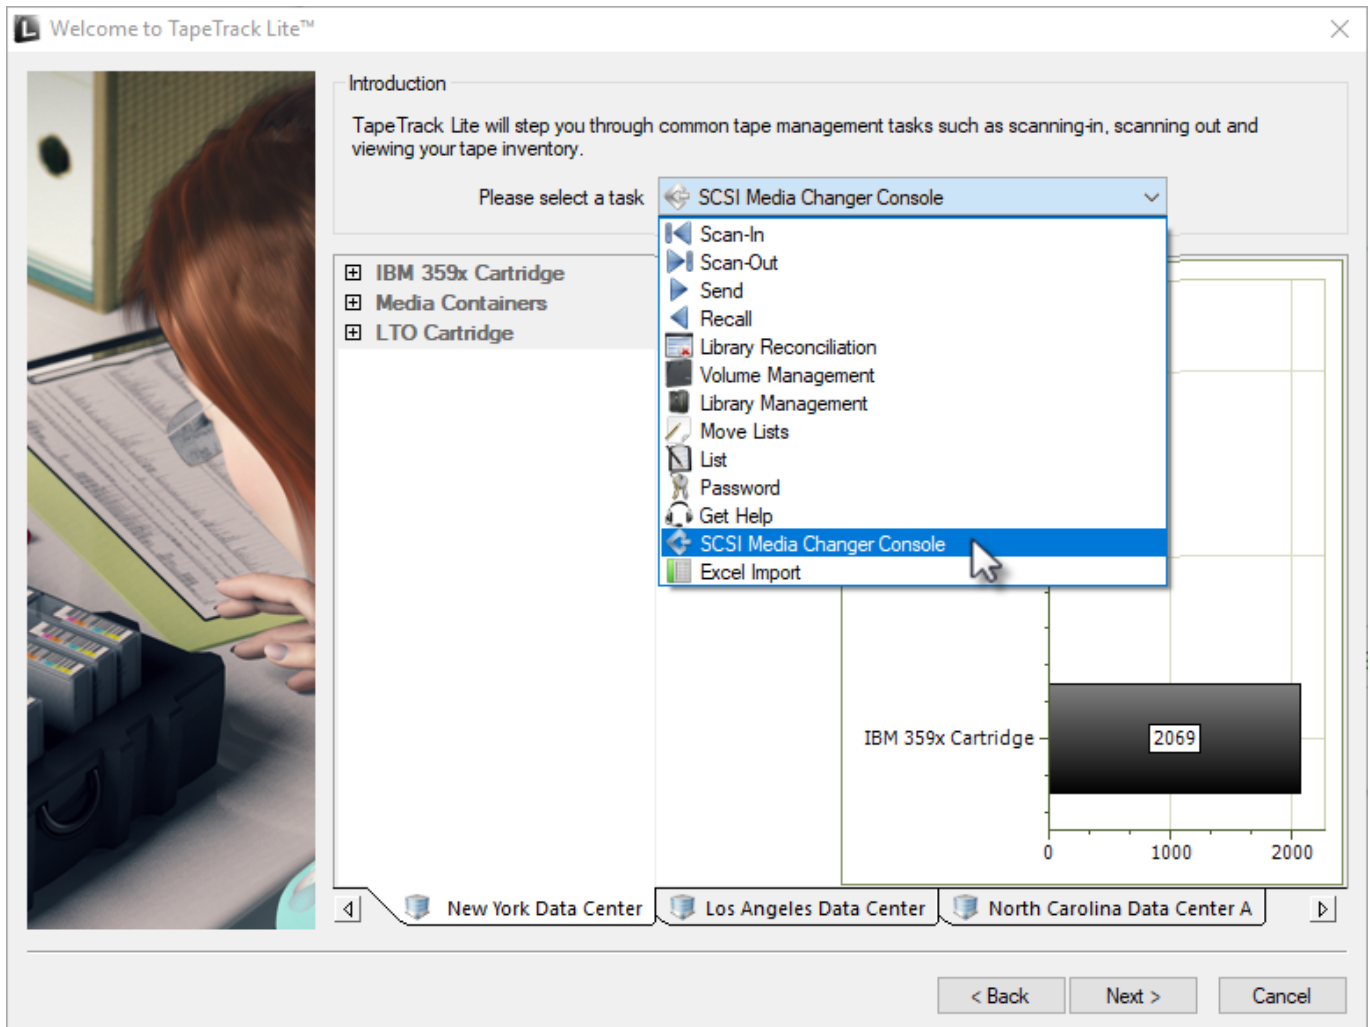 Welcome to TapeTrack Lite™
Introduction
TapeTrack Lite will step you through common tape management tasks such as scanning-in, scanning out and
viewing your tape inventory.
Please select a task
SCSI Media Changer Console
Scan-In
Scan-Out
Send
Recall
Library Reconciliation
Volume Management
Library Management
Move Lists
List
Password
Get Help
SCSI Media Changer Console
Excel Import
IBM 359x Cartridge
Media Containers
LTO Cartridge
IBM 359x Cartridge
2069
0 1000 2000
New York Data Center
Los Angeles Data Center
North Carolina Data Center A
< Back
Next >
Cancel